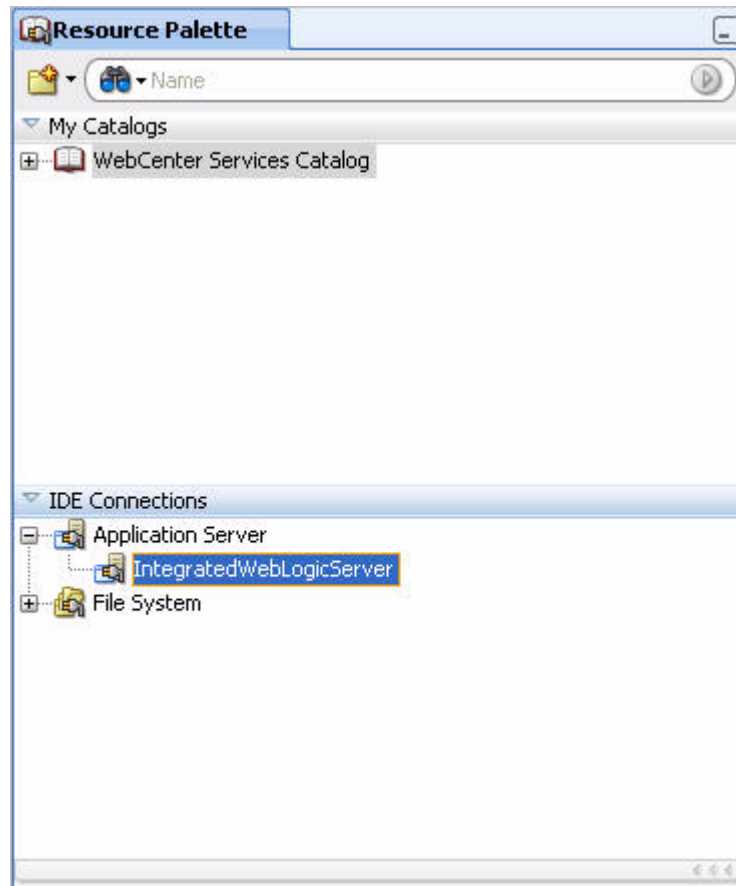 Resource Palette
Name
My Catalogs
WebCenter Services Catalog
IDE Connections
Application Server
IntegratedWebLogicServer
File System